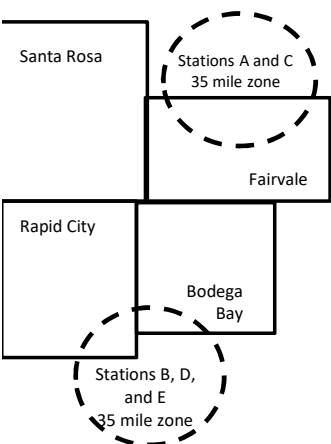 Santa Rosa
Stations A and C
35 mile zone
Fairvale
Rapid City
Bodega
Bay
Stations B, D,
and E
35 mile zone